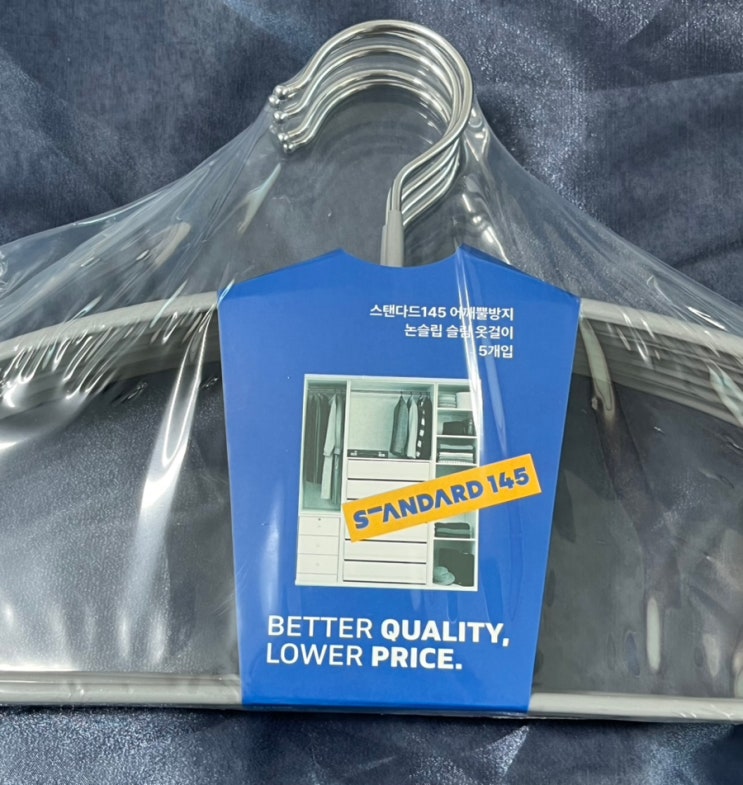 스탠다드145 어깨뿔방지
논슬립 슬림 옷걸이
5개입
STANDARD 145
BETTER QUALITY,
LOWER PRICE.